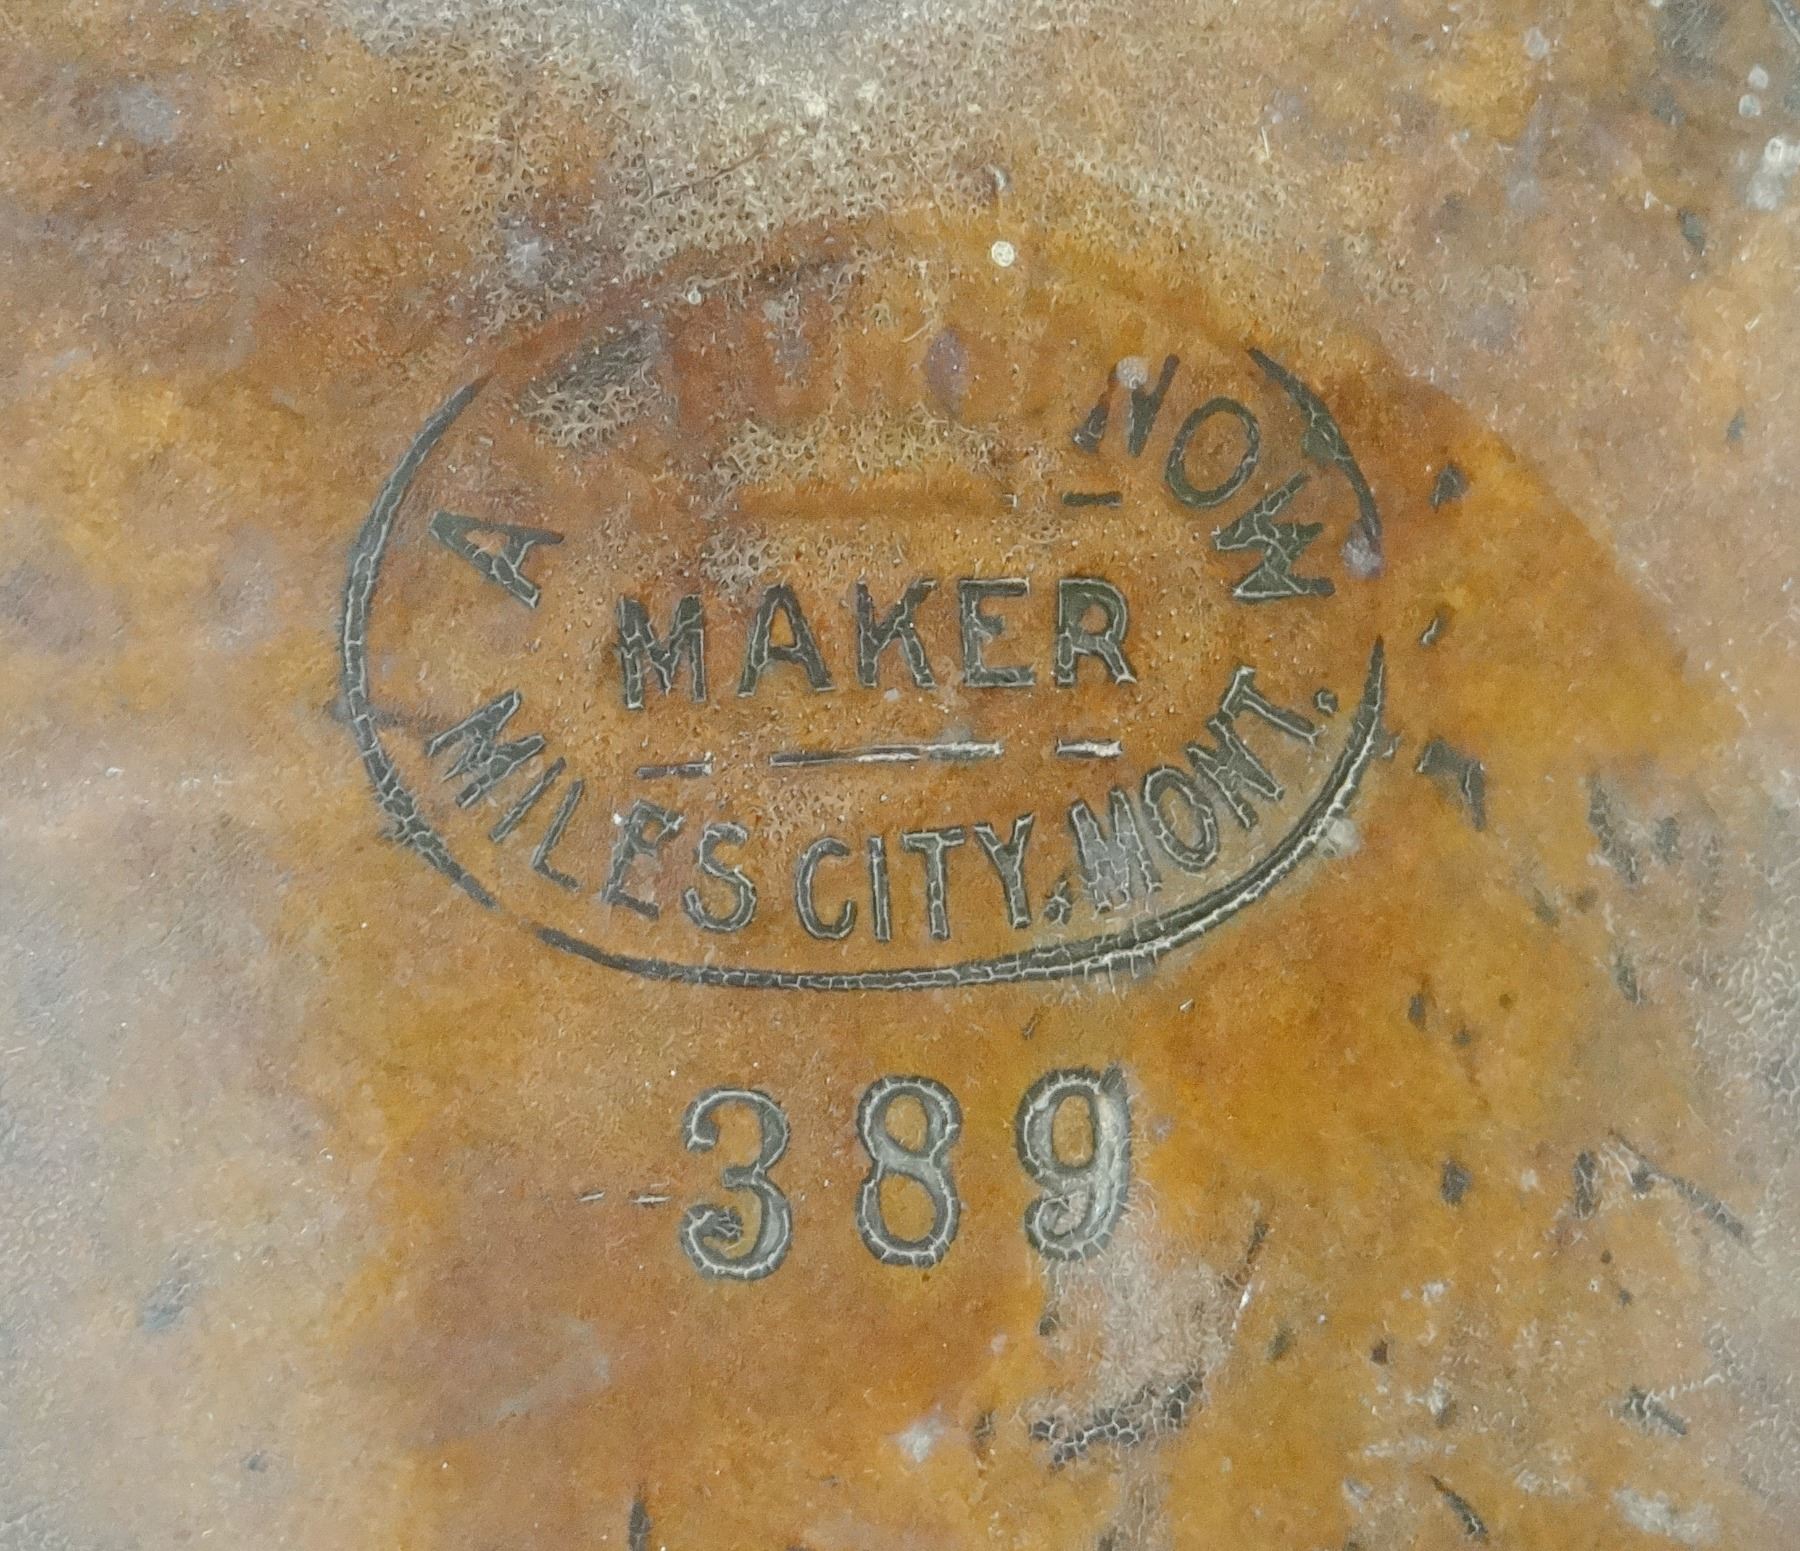 MAKER
MILES CITY, MONT.
389